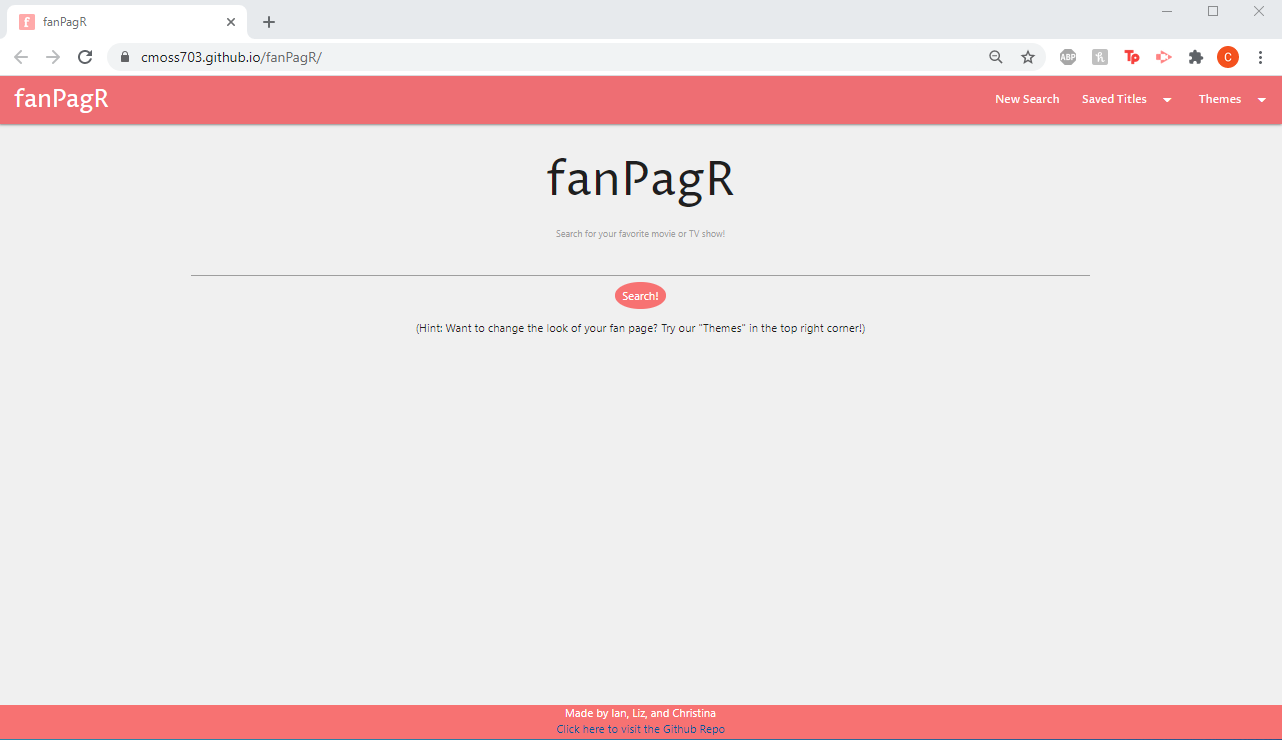 fanPagR
cmoss703.github.io/fanPagR/
ABP
Tp
C
fanPagR
New Search
Saved Titles
Themes
fanPagR
Search for your favorite movie or TV show!
Search!
(Hint: Want to change the look of your fan page? Try our "Themes" in the top right corner!)
Made by Ian, Liz, and Christina
Click here to visit the Github Repo